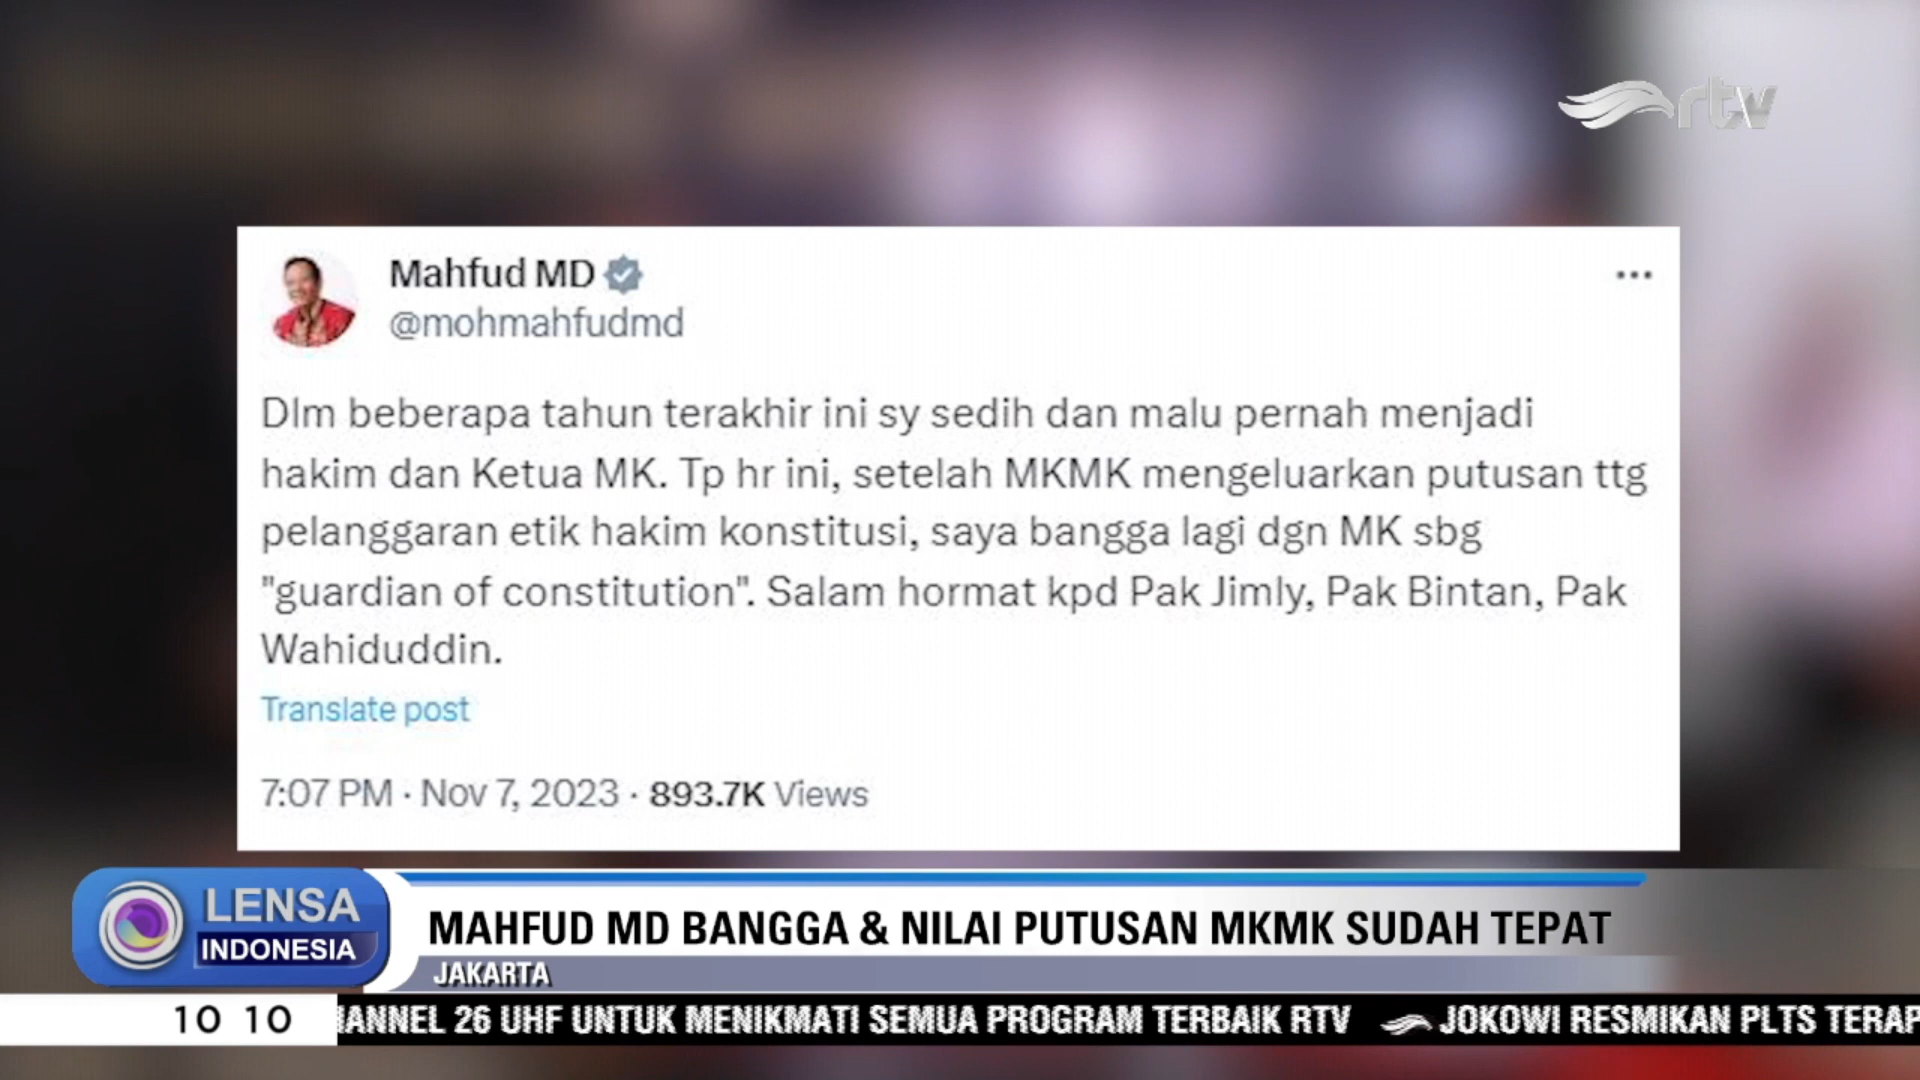 rtv
Mahfud MD
@mohmahfudmd
Dlm beberapa tahun terakhir ini sy sedih dan malu pernah menjadi
hakim dan Ketua MK. Tp hr ini, setelah MKMK mengeluarkan putusan ttg
pelanggaran etik hakim konstitusi, saya bangga lagi dgn MK sbg
"guardian of constitution". Salam hormat kpd Pak Jimly, Pak Bintan, Pak
Wahiduddin.
Translate post
7:07 PM · Nov 7, 2023 · 893.7K Views
LENSA
INDONESIA
MAHFUD MD BANGGA & NILAI PUTUSAN MKMK SUDAH TEPAT
JAKARTA
10 10
HANNEL 26 UHF UNTUK MENIKMATI SEMUA PROGRAM TERBAIK RTV JOKOWI RESMIKAN PLTS TERAP